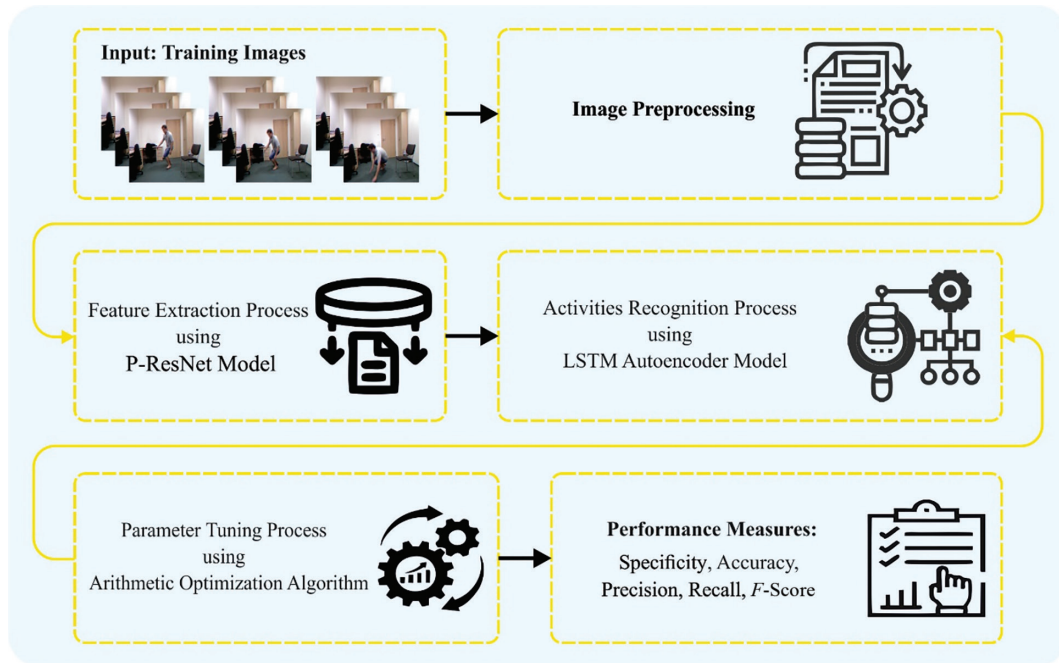 Input: Training Images
Image Preprocessing
Feature Extraction Process
using
P-ResNet Model
Activities Recognition Process
using
LSTM Autoencoder Model
Parameter Tuning Process
using
Arithmetic Optimization Algorithm
Performance Measures:
Specificity, Accuracy,
Precision, Recall, F-Score